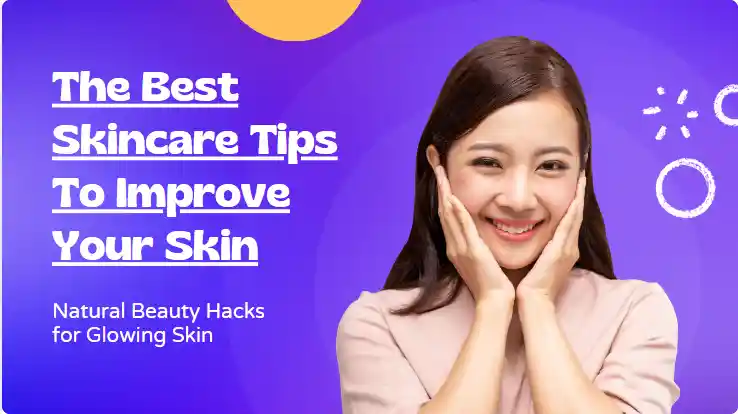 The Best
Skincare Tips
To Improve
Your Skin
Natural Beauty Hacks
for Glowing Skin